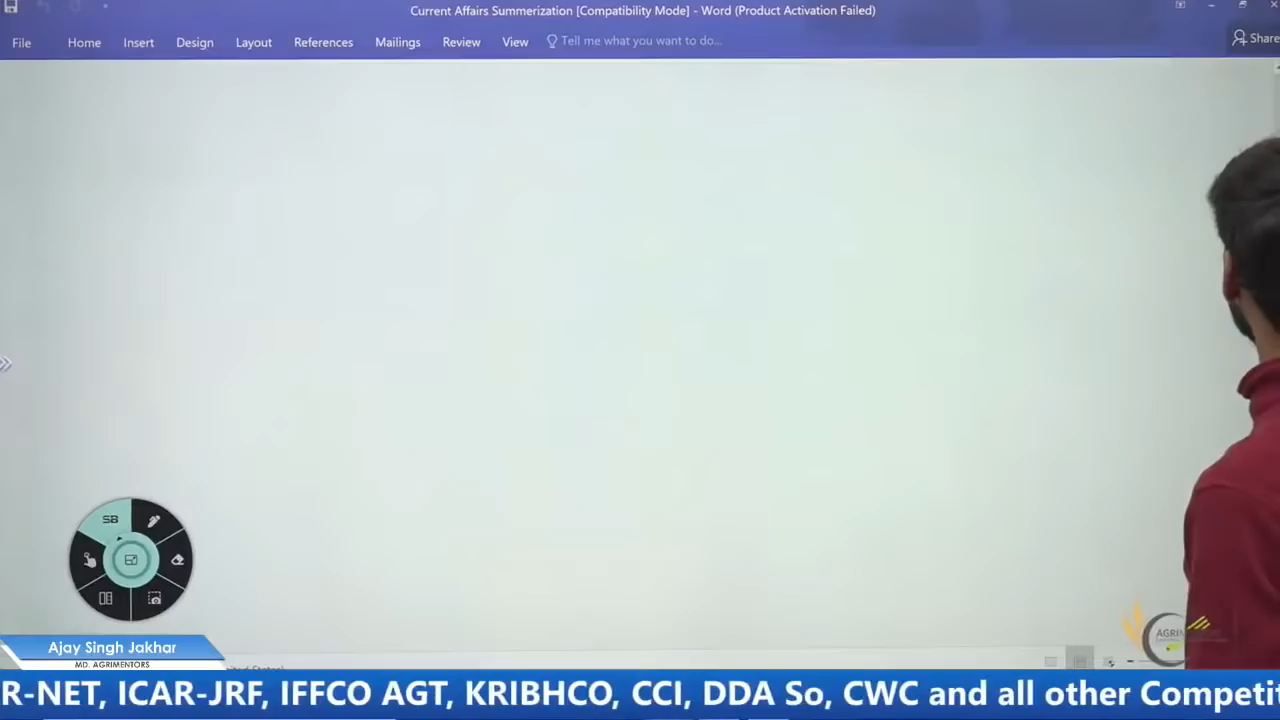 Current Affairs Summerization [Compatibility Mode] - Word (Product Activation Failed)
File Home Insert Design Layout References Mailings Review View Tell me what you want to do... Share
SB
Ajay Singh Jakhar
MD. AGRIMENTORS
R-NET, ICAR-JRF, IFFCO AGT, KRIBHCO, CCI, DDA So, CWC and all other Competit